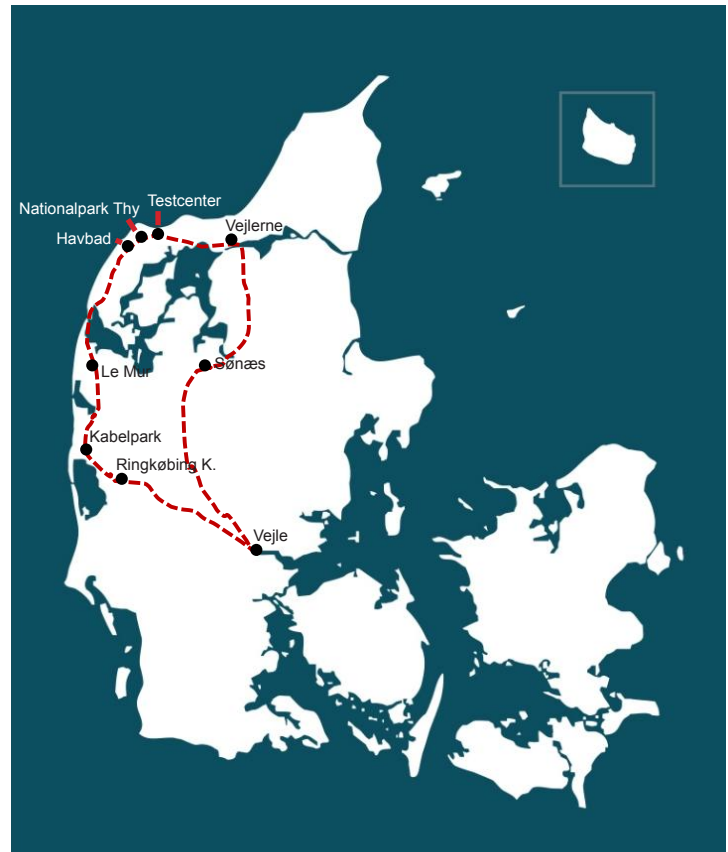 Testcenter
Nationalpark Thy
Vejlerne
Havbad
Le Mur
Sønæs
Kabelpark
Ringkøbing K.
Vejle